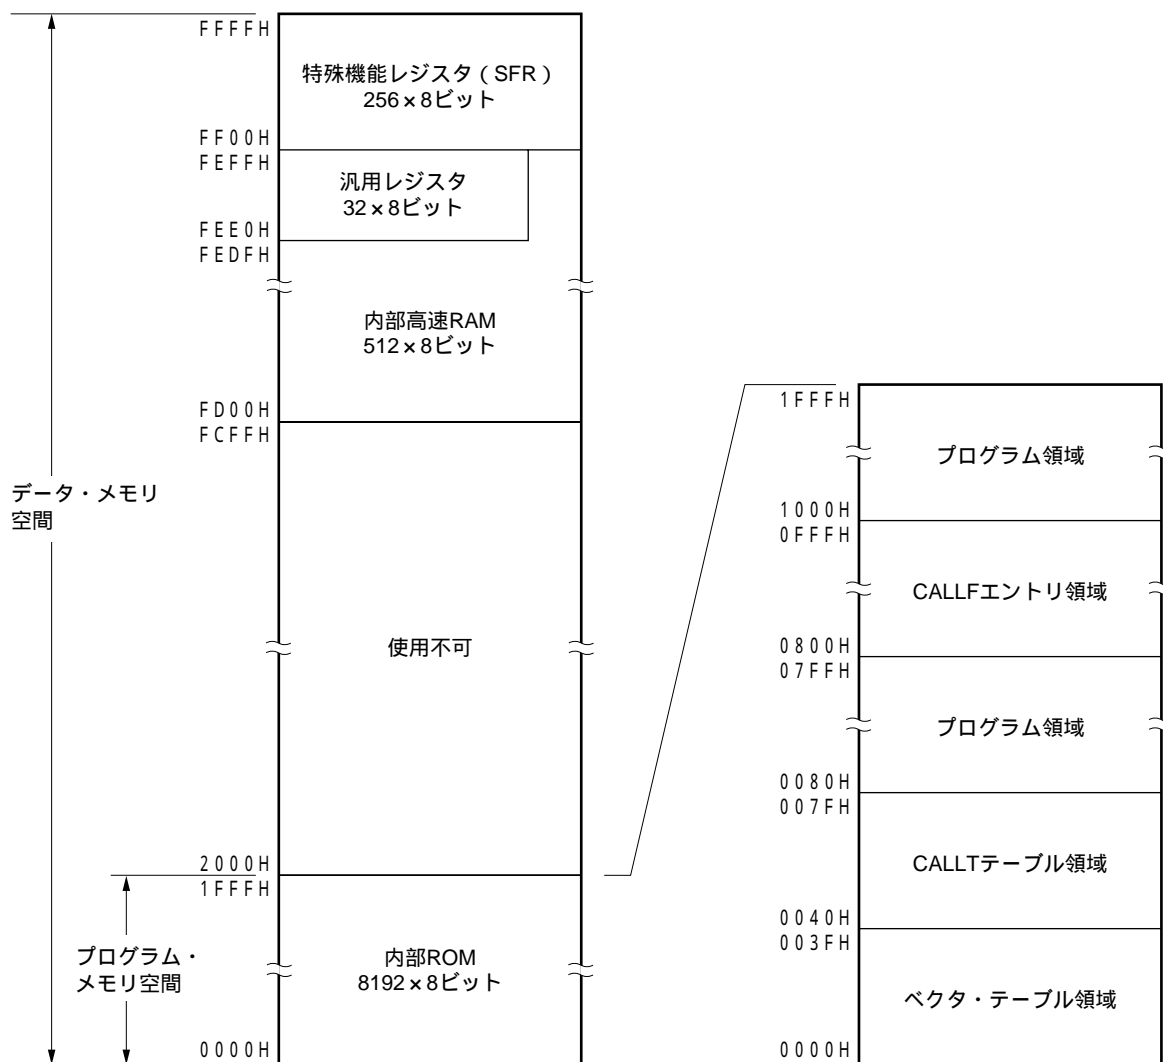 FFFFH
特殊機能レジスタ（SFR）
256×8ビット
FF00H
FEFFH
汎用レジスタ
32×8ビット
FEE0H
FEDFH
内部高速RAM
512×8ビット
FD00H
FCFFH
データ・メモリ
空間
使用不可
2000H
1FFFH
プログラム・
メモリ空間
内部ROM
8192×8ビット
0000H
1FFFH
プログラム領域
1000H
0FFFH
CALLFエントリ領域
0800H
07FFH
プログラム領域
0080H
007FH
CALLTテーブル領域
0040H
003FH
ベクタ・テーブル領域
0000H